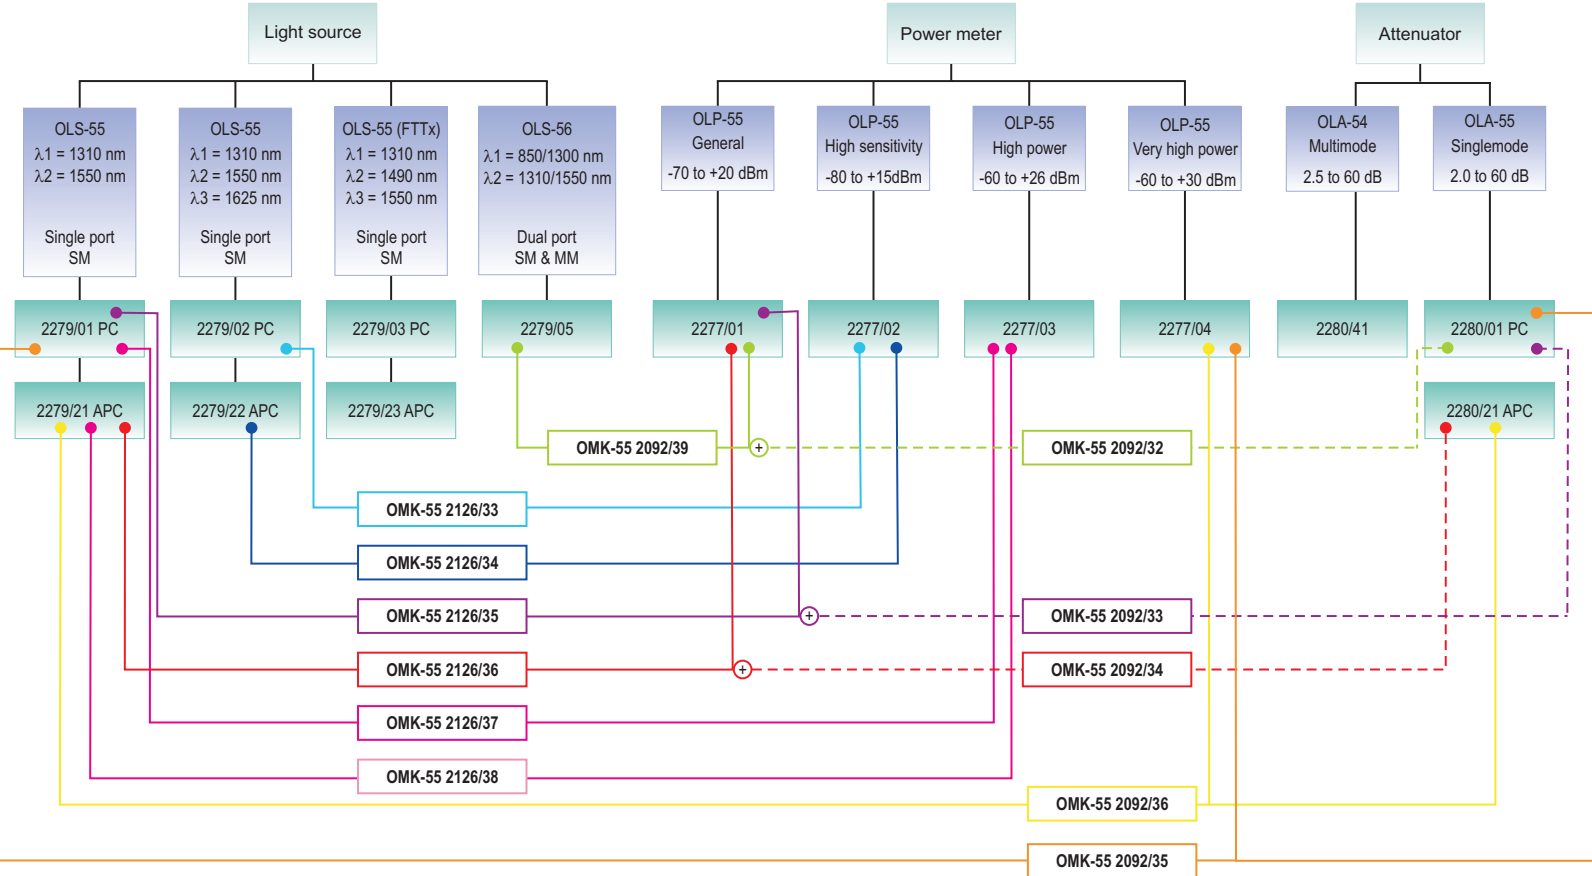 Light source
Power meter
Attenuator
OLS-55
λ1 = 1310 nm
λ2 = 1550 nm
Single port
SM
OLS-55
λ1 = 1310 nm
λ2 = 1550 nm
λ3 = 1625 nm
Single port
SM
OLS-55 (FTTx)
λ1 = 1310 nm
λ2 = 1490 nm
λ3 = 1550 nm
Single port
SM
OLS-56
λ1 = 850/1300 nm
λ2 = 1310/1550 nm
Dual port
SM & MM
OLP-55
General
-70 to +20 dBm
OLP-55
High sensitivity
-80 to +15dBm
OLP-55
High power
-60 to +26 dBm
OLP-55
Very high power
-60 to +30 dBm
OLA-54
Multimode
2.5 to 60 dB
OLA-55
Singlemode
2.0 to 60 dB
2279/01 PC
2279/02 PC
2279/03 PC
2279/05
2277/01
2277/02
2277/03
2277/04
2280/41
2280/01 PC
2279/21 APC
2279/22 APC
2279/23 APC
2280/21 APC
OMK-55 2092/39
+
OMK-55 2092/32
OMK-55 2126/33
OMK-55 2126/34
OMK-55 2126/35
+
OMK-55 2092/33
OMK-55 2126/36
+
OMK-55 2092/34
OMK-55 2126/37
OMK-55 2126/38
OMK-55 2092/36
OMK-55 2092/35